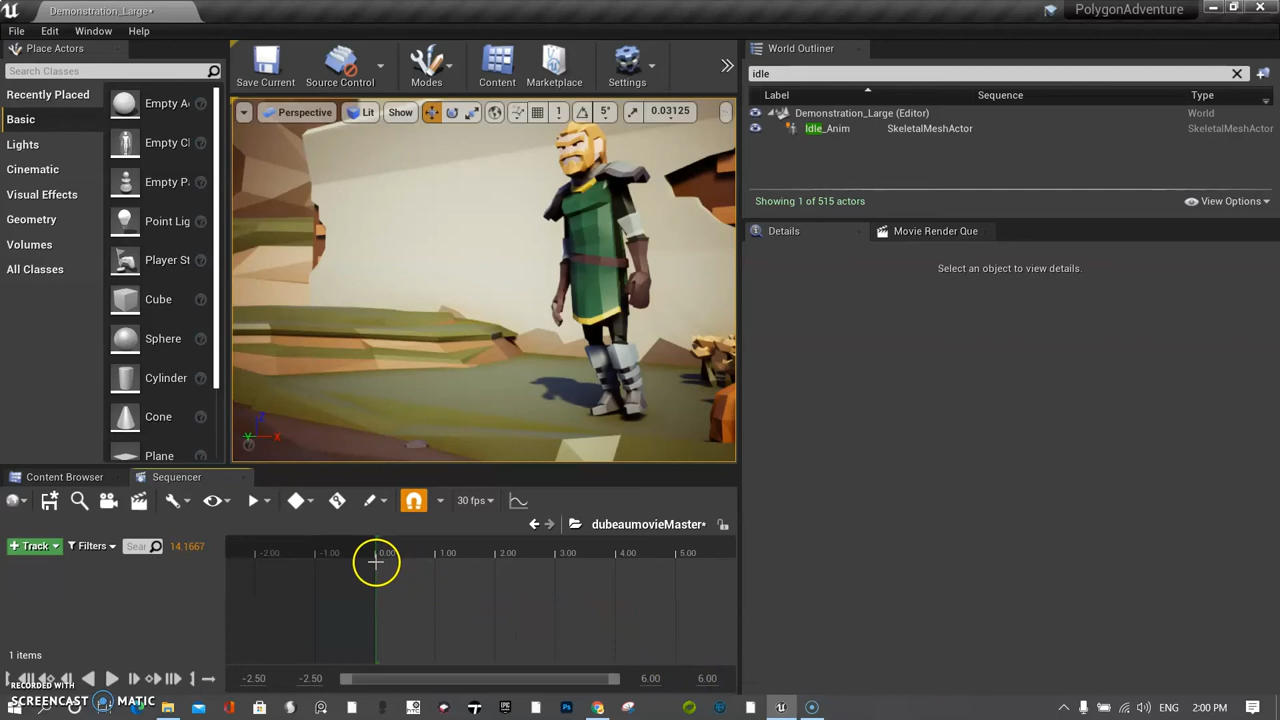 Demonstration_Large*
PolygonAdventure
File Edit Window Help
Place Actors
Search Classes
Recently Played
Basic
Lights
Cinematic
Visual Effects
Geometry
Volumes
All Classes
Empty A
Empty Cl
Empty P
Point Lig
Player St
Cube
Sphere
Cylinder
Cone
Plane
Save Current
Source Control
Modes
Content
Marketplace
Settings
Perspective
Lit
Show
1
5°
0.03125
World Outliner
idle
Label Sequence Type
Demonstration_Large (Editor) World
Idle_Anim SkeletalMeshActor SkeletalMeshActor
Showing 1 of 515 actors
View Options
Details
Movie Render Que
Select an object to view details.
Content Browser
Sequencer
30 fps
dubeaumovieMaster*
Track
Filters
Sear
14.1667
-2.00 -1.00 0.00 1.00 2.00 3.00 4.00 5.00
1 items
-2.50 -2.50 6.00 6.00
RECORDED WITH
SCREENCAST MATIC
ENG 2:00 PM